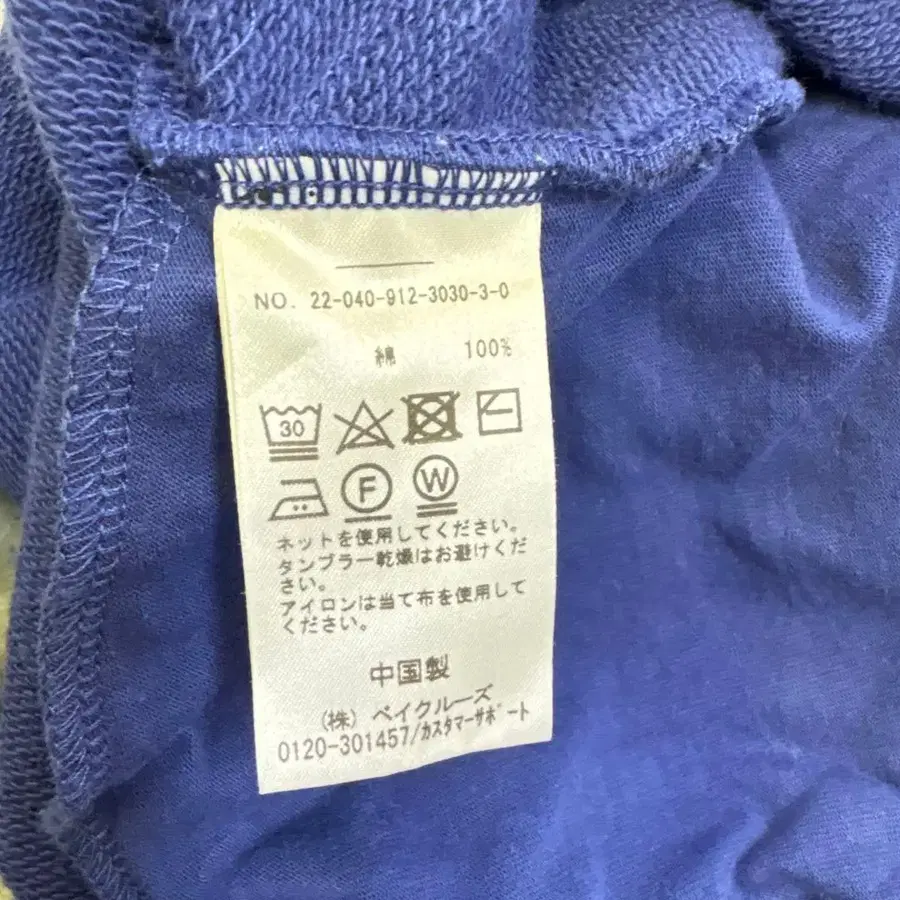 NO. 22-040-912-3030-3-0
綿 100%
30
F W
ネットを使用してください。
タンブラー乾燥はお避けくだ
さい。
アイロンは当て布を使用して
ください。
中国製
(株) ベイクルーズ
0120-301457/カスタマーサポート